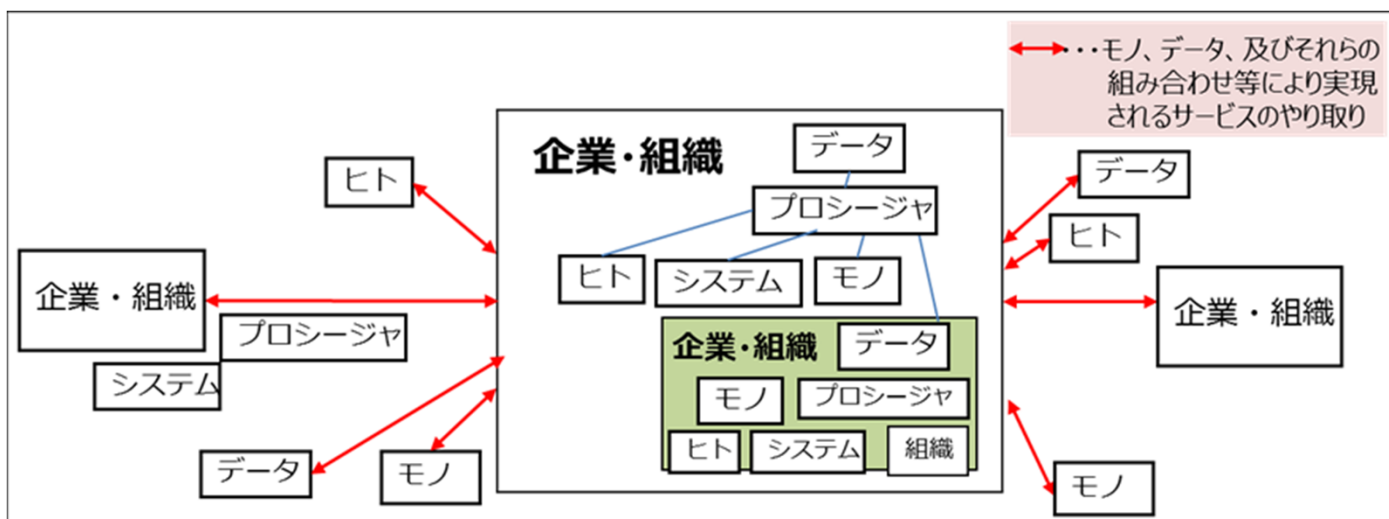 ・・・モノ、データ、及びそれらの
組み合わせ等により実現
されるサービスのやり取り
企業・組織
データ
プロシージャ
ヒト
システム
モノ
企業・組織
データ
モノ
プロシージャ
ヒト
システム
組織
ヒト
企業・組織
プロシージャ
システム
データ
モノ
データ
ヒト
企業・組織
モノ